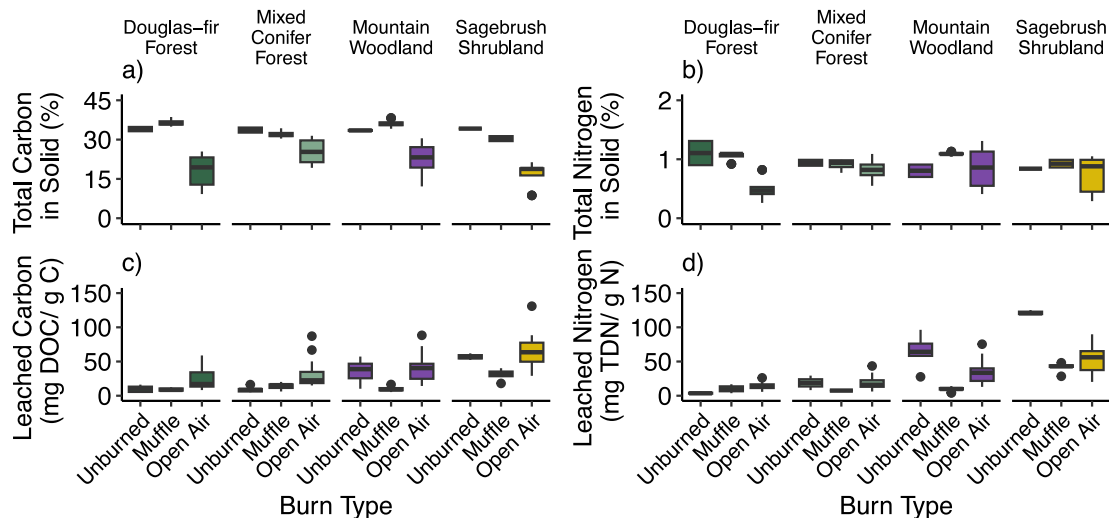 Douglas−fir
Forest
Mixed
Conifer
Forest
Mountain
Woodland
Sagebrush
Shrubland
a)
Total Carbon
in Solid (%)
45
30
15
0
Douglas−fir
Forest
Mixed
Conifer
Forest
Mountain
Woodland
Sagebrush
Shrubland
b)
Total Nitrogen
in Solid (%)
2
1
0
c)
Leached Carbon
(mg DOC/ g C)
150
100
50
0
Unburned
Muffle
Open Air
Unburned
Muffle
Open Air
Unburned
Muffle
Open Air
Unburned
Muffle
Open Air
Burn Type
d)
Leached Nitrogen
(mg TDN/ g N)
150
100
50
0
Unburned
Muffle
Open Air
Unburned
Muffle
Open Air
Unburned
Muffle
Open Air
Unburned
Muffle
Open Air
Burn Type